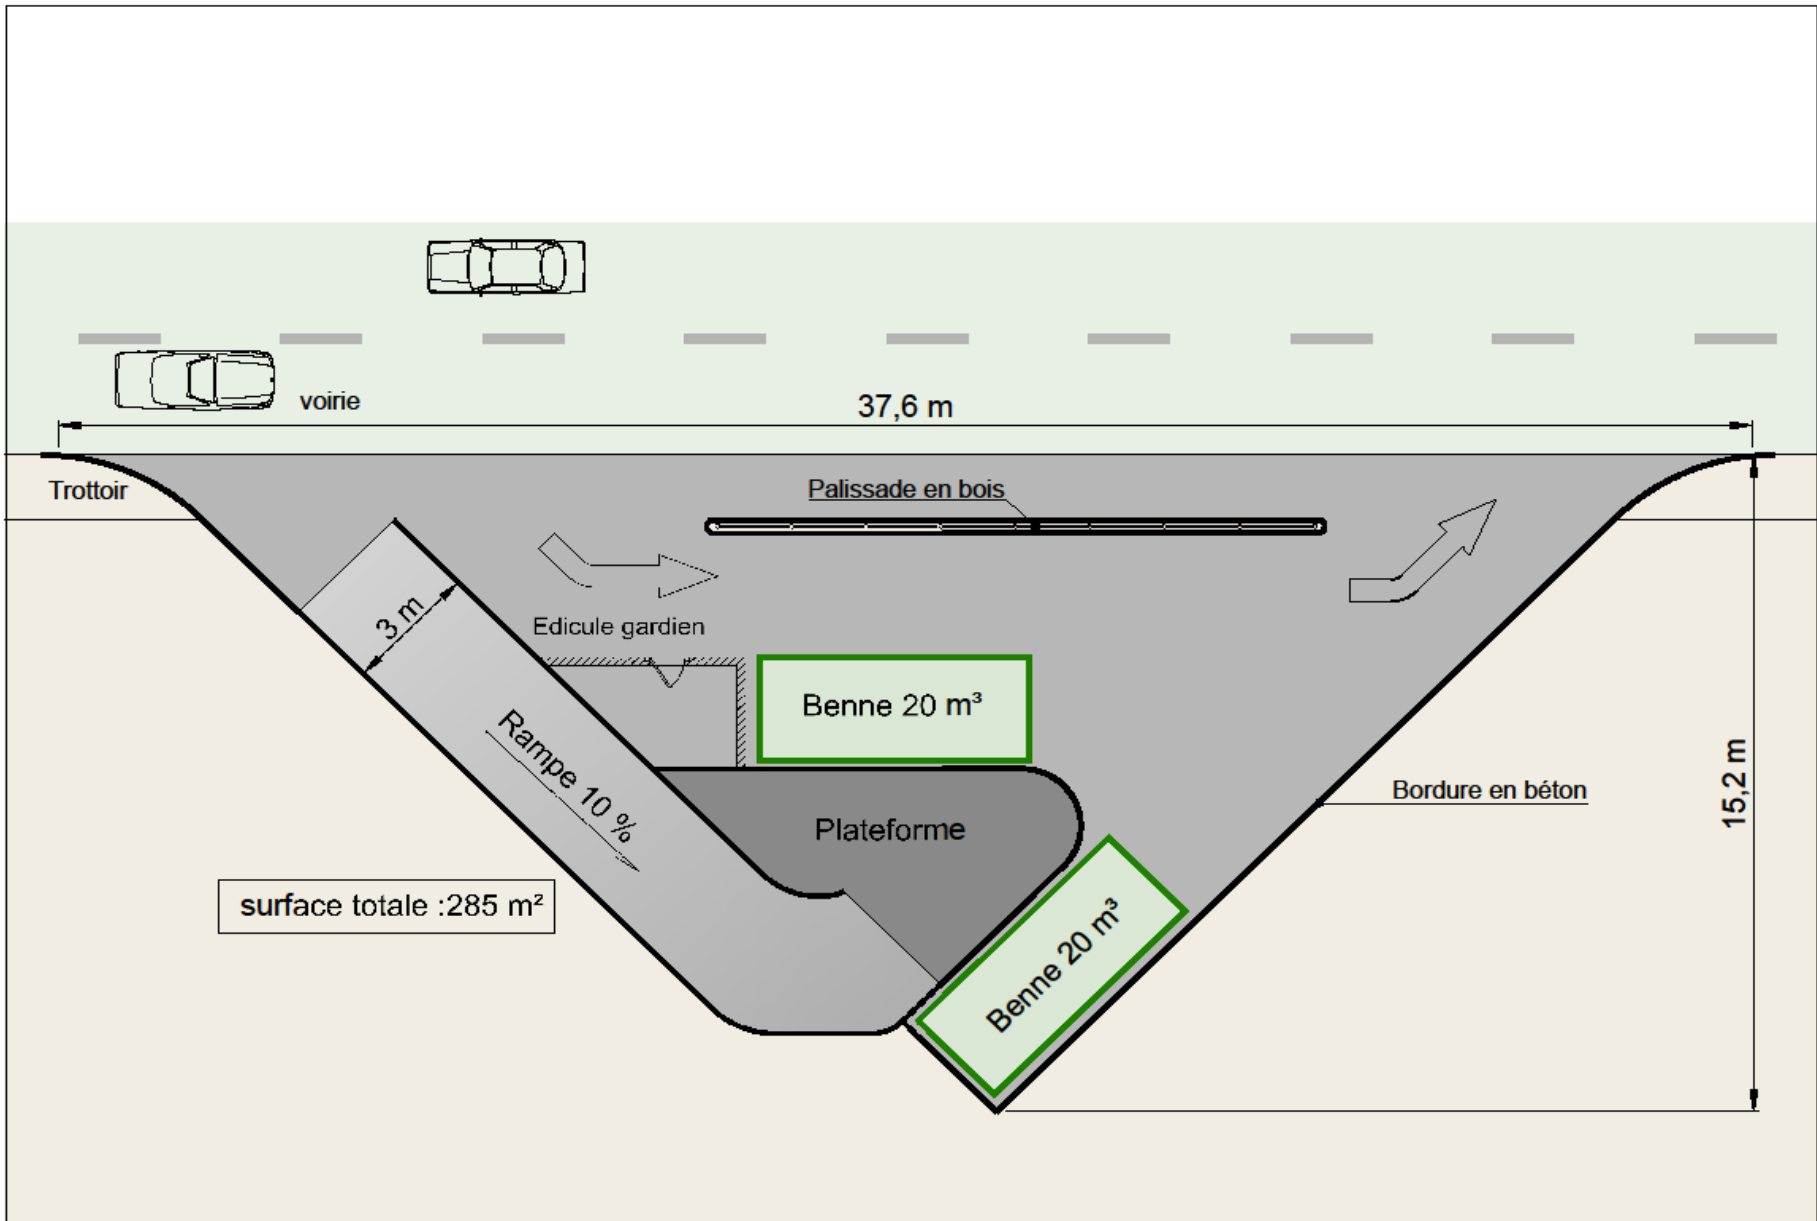 voirie
37,6 m
Trottoir
Palissade en bois
3 m
Edicule gardien
Benne 20 m³
Rampe 10 %
Plateforme
Bordure en béton
15,2 m
surface totale :285 m²
Benne 20 m³